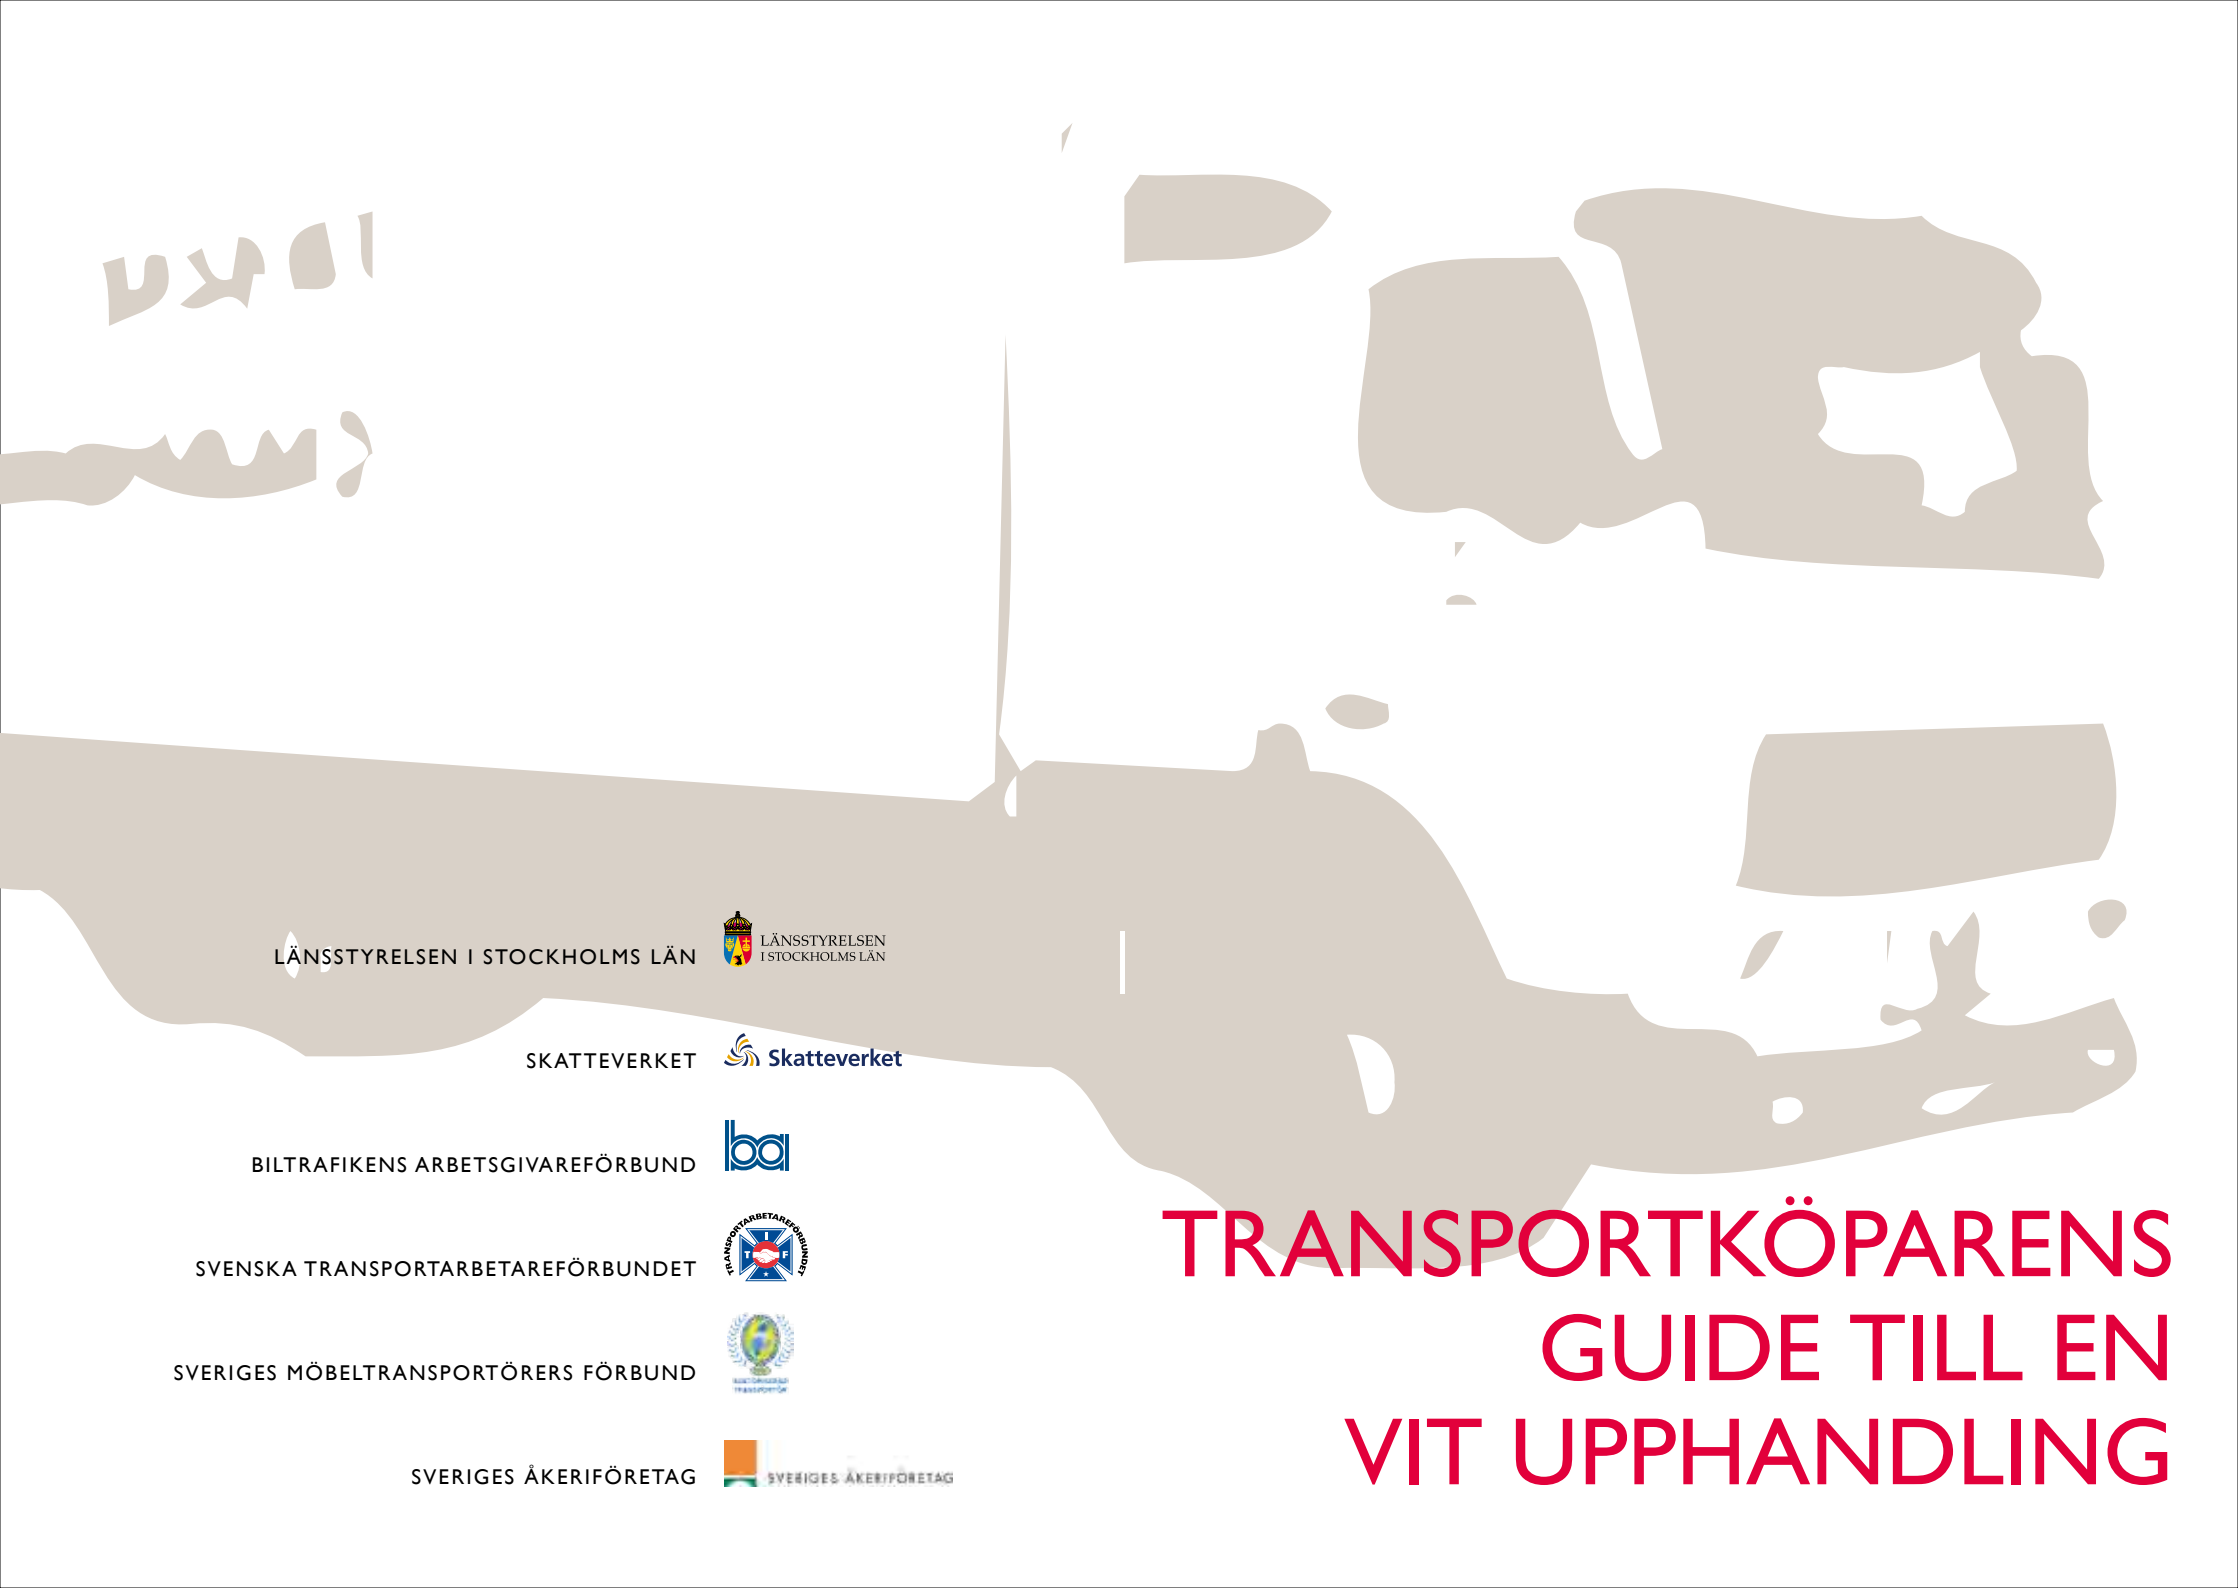 LÄNSSTYRELSEN I STOCKHOLMS LÄN
LÄNSSTYRELSEN
I STOCKHOLMS LÄN
SKATTEVERKET
Skatteverket
BILTRAFIKENS ARBETSGIVAREFÖRBUND
ba
SVENSKA TRANSPORTARBETAREFÖRBUNDET
TRANSPORTARBETAREFÖRBUNDET
I
T F
SVERIGES MÖBELTRANSPORTÖRERS FÖRBUND
TRANSPORTÖR
SVERIGES ÅKERIFÖRETAG
SVERIGES ÅKERIFÖRETAG
TRANSPORTKÖPARENS
GUIDE TILL EN
VIT UPPHANDLING